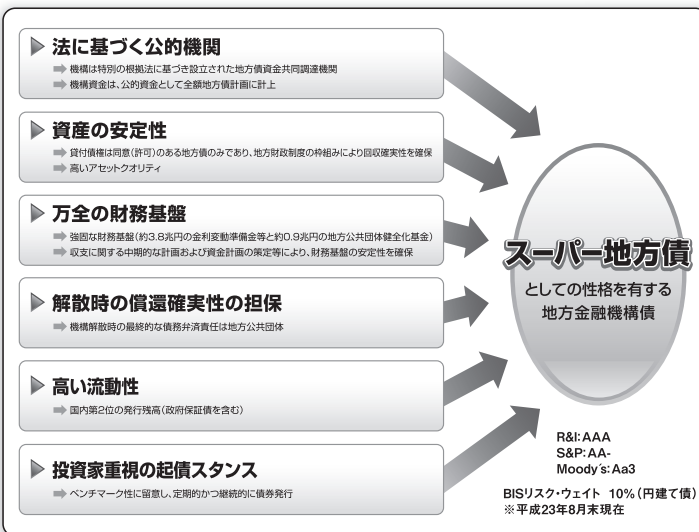 法に基づく公的機関
機構は特別の根拠法に基づき設立された地方債資金共同調達機関
機構資金は、公的資金として全額地方債計画に計上
資産の安定性
貸付債権は同意(許可)のある地方債のみであり、地方財政制度の枠組みにより回収確実性を確保
高いアセットクオリティ
万全の財務基盤
強固な財務基盤(約3.8兆円の金利変動準備金等と約0.9兆円の地方公共団体健全化基金)
収支に関する中期的な計画および資金計画の策定等により、財務基盤の安定性を確保
解散時の償還確実性の担保
機構解散時の最終的な債務弁済責任は地方公共団体
高い流動性
国内第2位の発行残高(政府保証債を含む)
投資家重視の起債スタンス
ベンチマーク性に留意し、定期的かつ継続的に債券発行
スーパー地方債
としての性格を有する
地方金融機構債
R&I:AAA
S&P:AA-
Moody's:Aa3
BISリスク・ウェイト 10%(円建て債)
※平成23年8月末現在